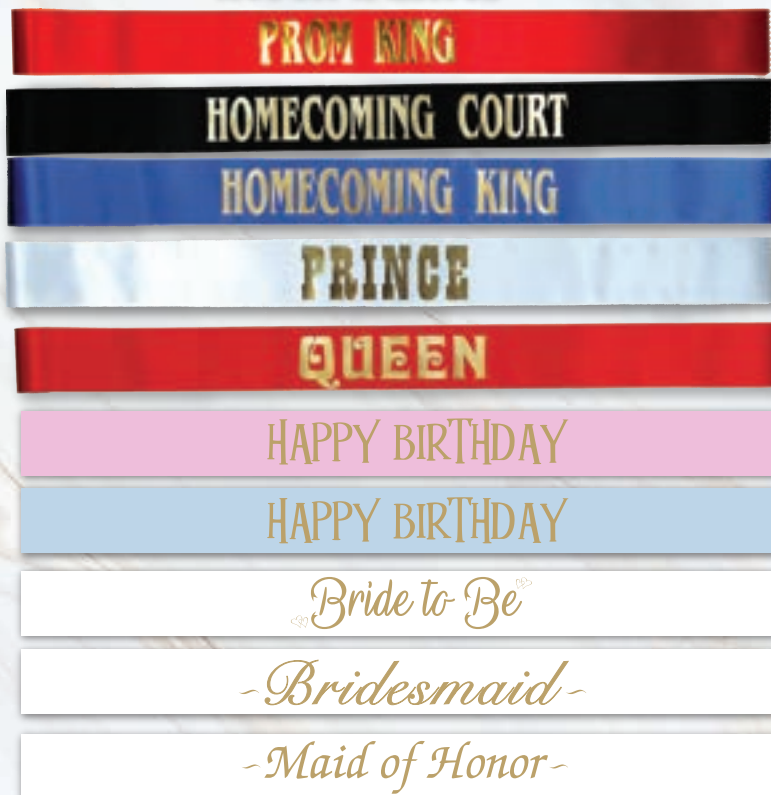 PROM KING
HOMECOMING COURT
HOMECOMING KING
PRINCE
QUEEN
HAPPY BIRTHDAY
HAPPY BIRTHDAY
Bride to Be
~Bridesmaid~
~Maid of Honor~